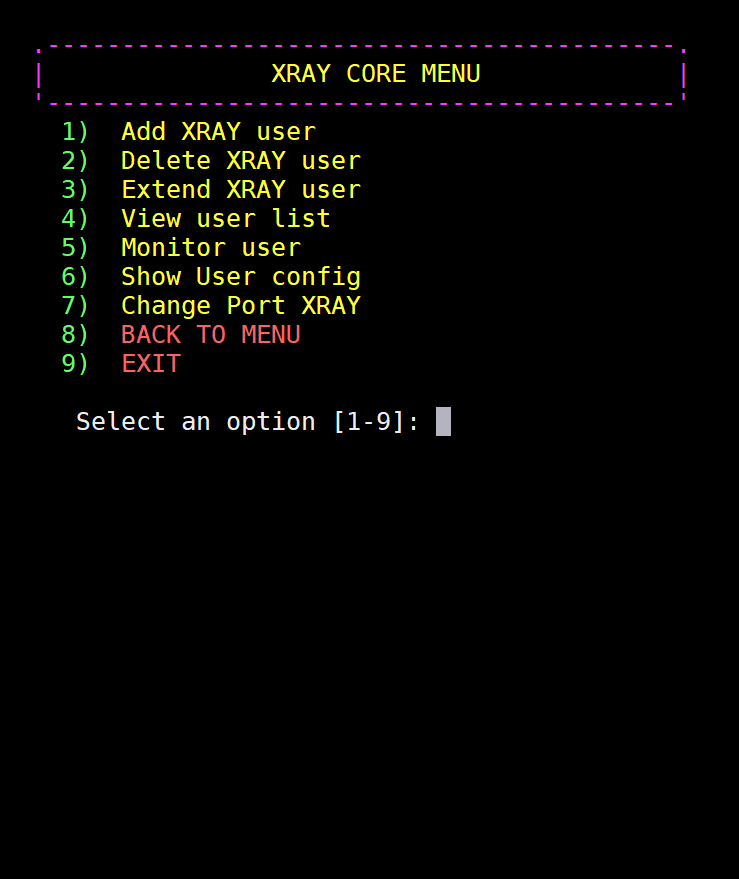 .------------------------------------------.
|               XRAY CORE MENU             |
'------------------------------------------'
1)  Add XRAY user
2)  Delete XRAY user
3)  Extend XRAY user
4)  View user list
5)  Monitor user
6)  Show User config
7)  Change Port XRAY
8)  BACK TO MENU
9)  EXIT
Select an option [1-9]: